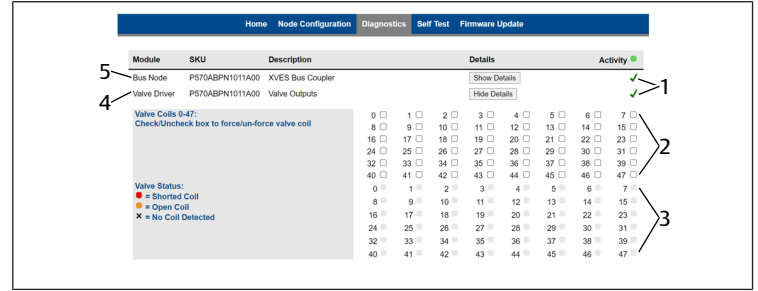 Home Node Configuration Diagnostics Self Test Firmware Update
Module SKU Description Details Activity
5 Bus Node P570ABPN1011A00 XVES Bus Coupler Show Details 1
4 Valve Driver P570ABPN1011A00 Valve Outputs Hide Details
Valve Coils 0-47:
Check/Uncheck box to force/un-force valve coil
0 1 2 3 4 5 6 7
8 9 10 11 12 13 14 15
16 17 18 19 20 21 22 23 2
24 25 26 27 28 29 30 31
32 33 34 35 36 37 38 39
40 41 42 43 44 45 46 47
Valve Status:
= Shorted Coil
= Open Coil
× = No Coil Detected
0 1 2 3 4 5 6 7
8 9 10 11 12 13 14 15
16 17 18 19 20 21 22 23 3
24 25 26 27 28 29 30 31
32 33 34 35 36 37 38 39
40 41 42 43 44 45 46 47